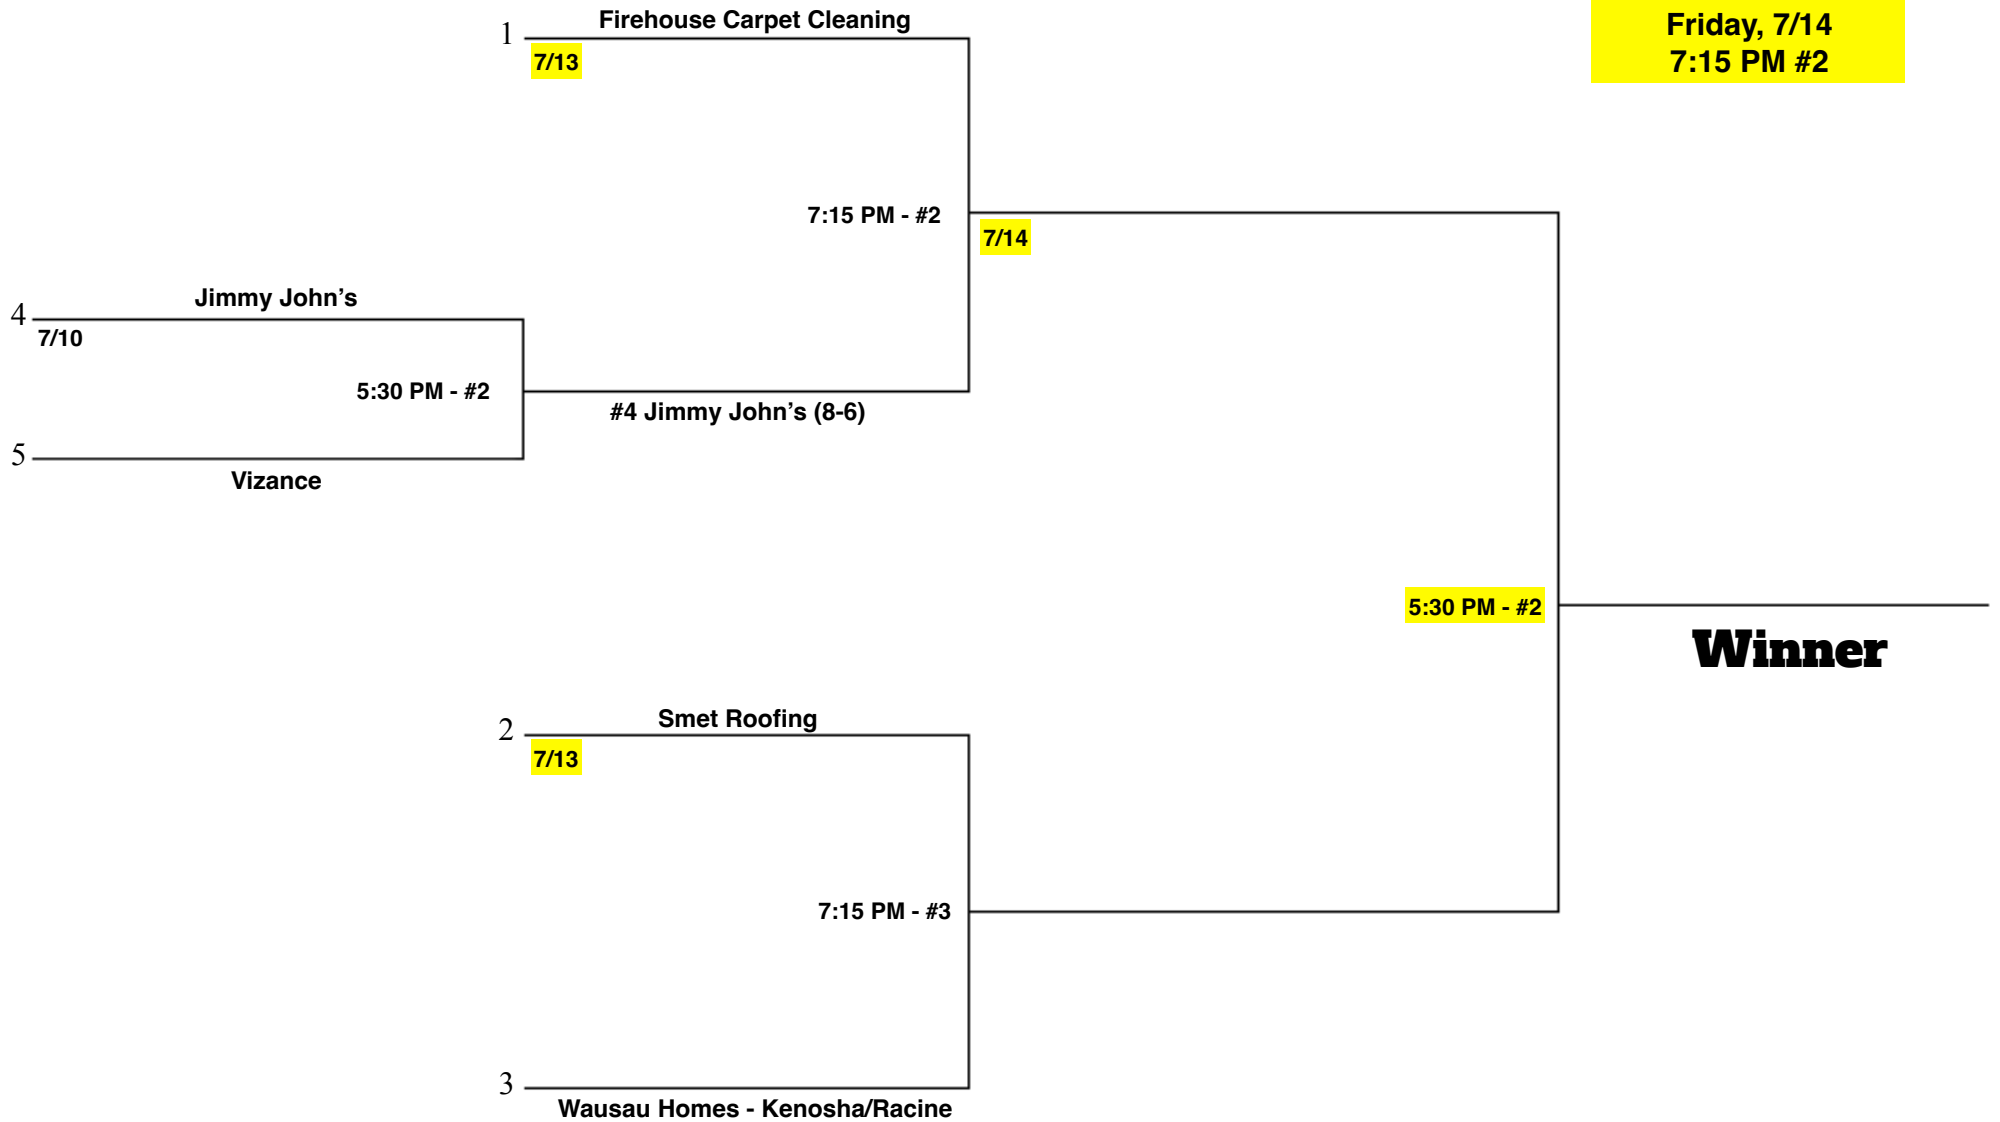 Firehouse Carpet Cleaning
1
7/13
Friday, 7/14
7:15 PM #2
7:15 PM - #2
7/14
Jimmy John’s
4
7/10
5:30 PM - #2
#4 Jimmy John’s (8-6)
5
Vizance
5:30 PM - #2
Winner
Smet Roofing
2
7/13
7:15 PM - #3
3
Wausau Homes - Kenosha/Racine